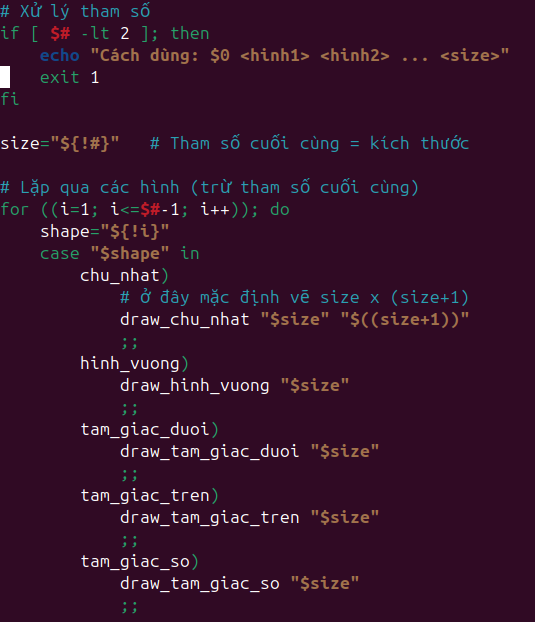 # Xử lý tham số
if [ $# -lt 2 ]; then
    echo "Cách dùng: $0 <hinh1> <hinh2> ... <size>"
    exit 1
fi

size="${!#}"   # Tham số cuối cùng = kích thước

# Lặp qua các hình (trừ tham số cuối cùng)
for ((i=1; i<=$#-1; i++)); do
    shape="${!i}"
    case "$shape" in
        chu_nhat)
            # ở đây mặc định vẽ size x (size+1)
            draw_chu_nhat "$size" "$((size+1))"
            ;;
        hinh_vuong)
            draw_hinh_vuong "$size"
            ;;
        tam_giac_duoi)
            draw_tam_giac_duoi "$size"
            ;;
        tam_giac_tren)
            draw_tam_giac_tren "$size"
            ;;
        tam_giac_so)
            draw_tam_giac_so "$size"
            ;;